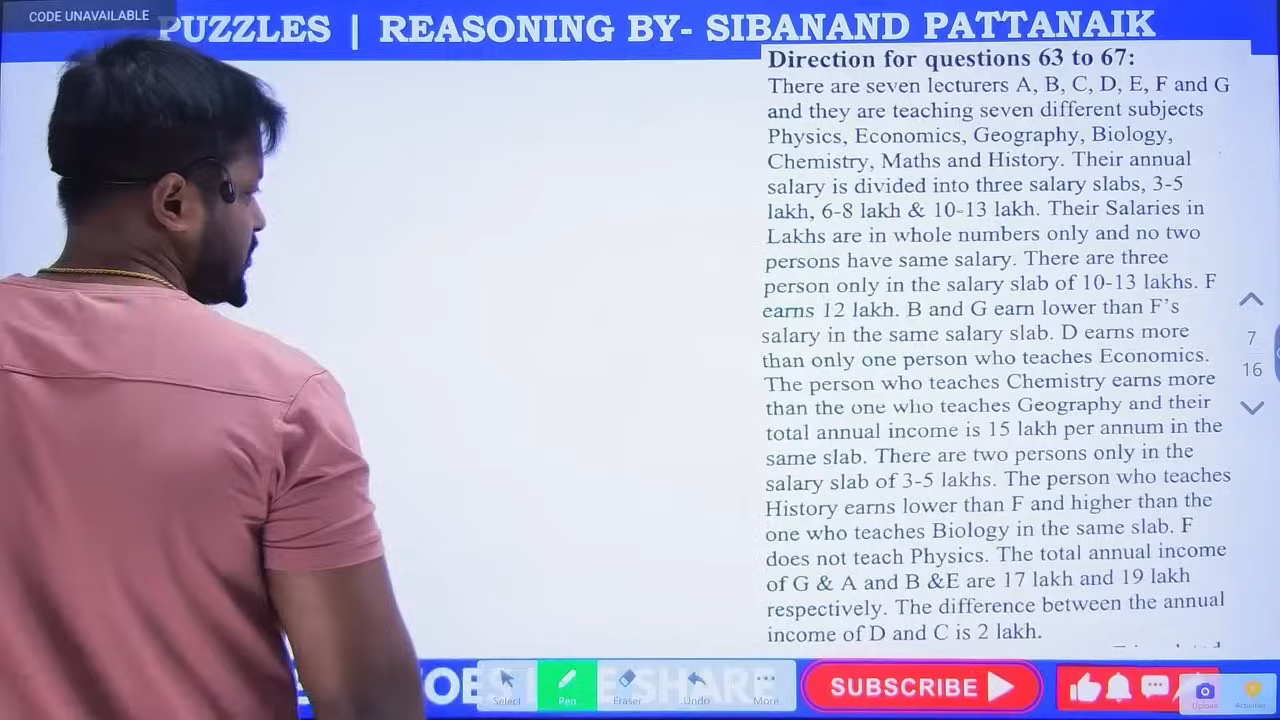 CODE UNAVAILABLE
PUZZLES | REASONING BY- SIBANAND PATTANAIK
Direction for questions 63 to 67:
There are seven lecturers A, B, C, D, E, F and G
and they are teaching seven different subjects
Physics, Economics, Geography, Biology,
Chemistry, Maths and History. Their annual
salary is divided into three salary slabs, 3-5
lakh, 6-8 lakh & 10-13 lakh. Their Salaries in
Lakhs are in whole numbers only and no two
persons have same salary. There are three
person only in the salary slab of 10-13 lakhs. F
earns 12 lakh. B and G earn lower than F's
salary in the same salary slab. D earns more
than only one person who teaches Economics.
The person who teaches Chemistry earns more
than the one who teaches Geography and their
total annual income is 15 lakh per annum in the
same slab. There are two persons only in the
salary slab of 3-5 lakhs. The person who teaches
History earns lower than F and higher than the
one who teaches Biology in the same slab. F
does not teach Physics. The total annual income
of G & A and B &E are 17 lakh and 19 lakh
respectively. The difference between the annual
income of D and C is 2 lakh.
7
16
SHARE
Select
Pen
Eraser
Undo
More
SUBSCRIBE
Upload